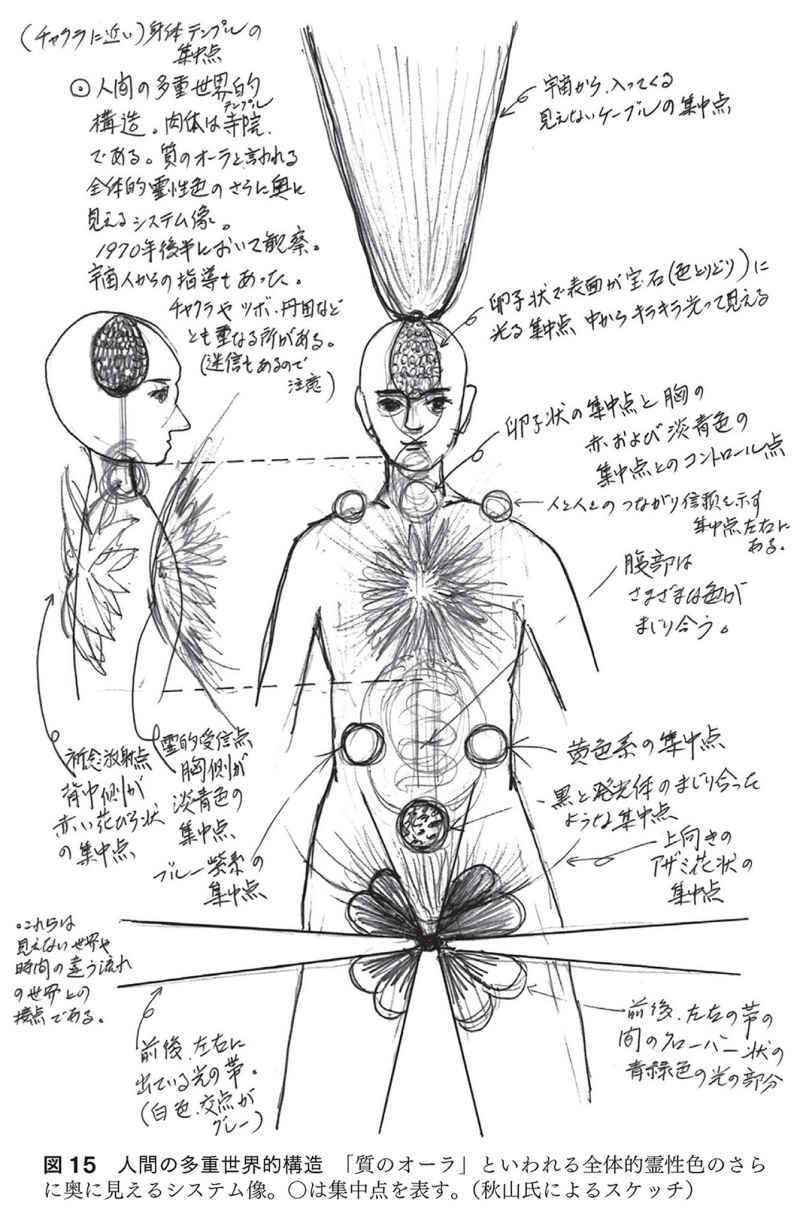 (チャクラに近い)身体テンプルの
集中点
⊙人間の多重世界的
構造。肉体は寺院
テンプル
である。質のオーラと言われる
全体的霊性色のさらに奥に
見えるシステム像。
1970年後半において観察。
宇宙人からの指導もあった。
チャクラやツボ、丹田など
とも重なる所がある。
(迷信もあるので
注意)
宇宙から、入ってくる
見えないケーブルの集中点
卵子状で表面が宝石(色とりどり)に
光る集中点 中からキラキラ光って見える
卵子状の集中点と胸の
赤および淡青色の
集中点とのコントロール点
人と人とのつながり信頼を示す
集中点左右に
ある。
腹部は
さまざまな色が
まじり合う。
祈念放射点
背中側が
赤い花びら状
の集中点
霊的受信点
胸側が
淡青色の
集中点
ブルー紫系の
集中点
黄色系の集中点
黒と発光体のまじり合った
ような集中点
上向きの
アザミ花状の
集中点
・これらは
見えない世界や
時間の違う流れ
の世界との
接点である。
前後、左右に
出ている光の帯。
(白色、交点が
グレー)
前後、左右の帯の
間のクローバー状の
青緑色の光の部分
図15 人間の多重世界的構造 「質のオーラ」といわれる全体的霊性色のさら
に奥に見えるシステム像。○は集中点を表す。(秋山氏によるスケッチ)